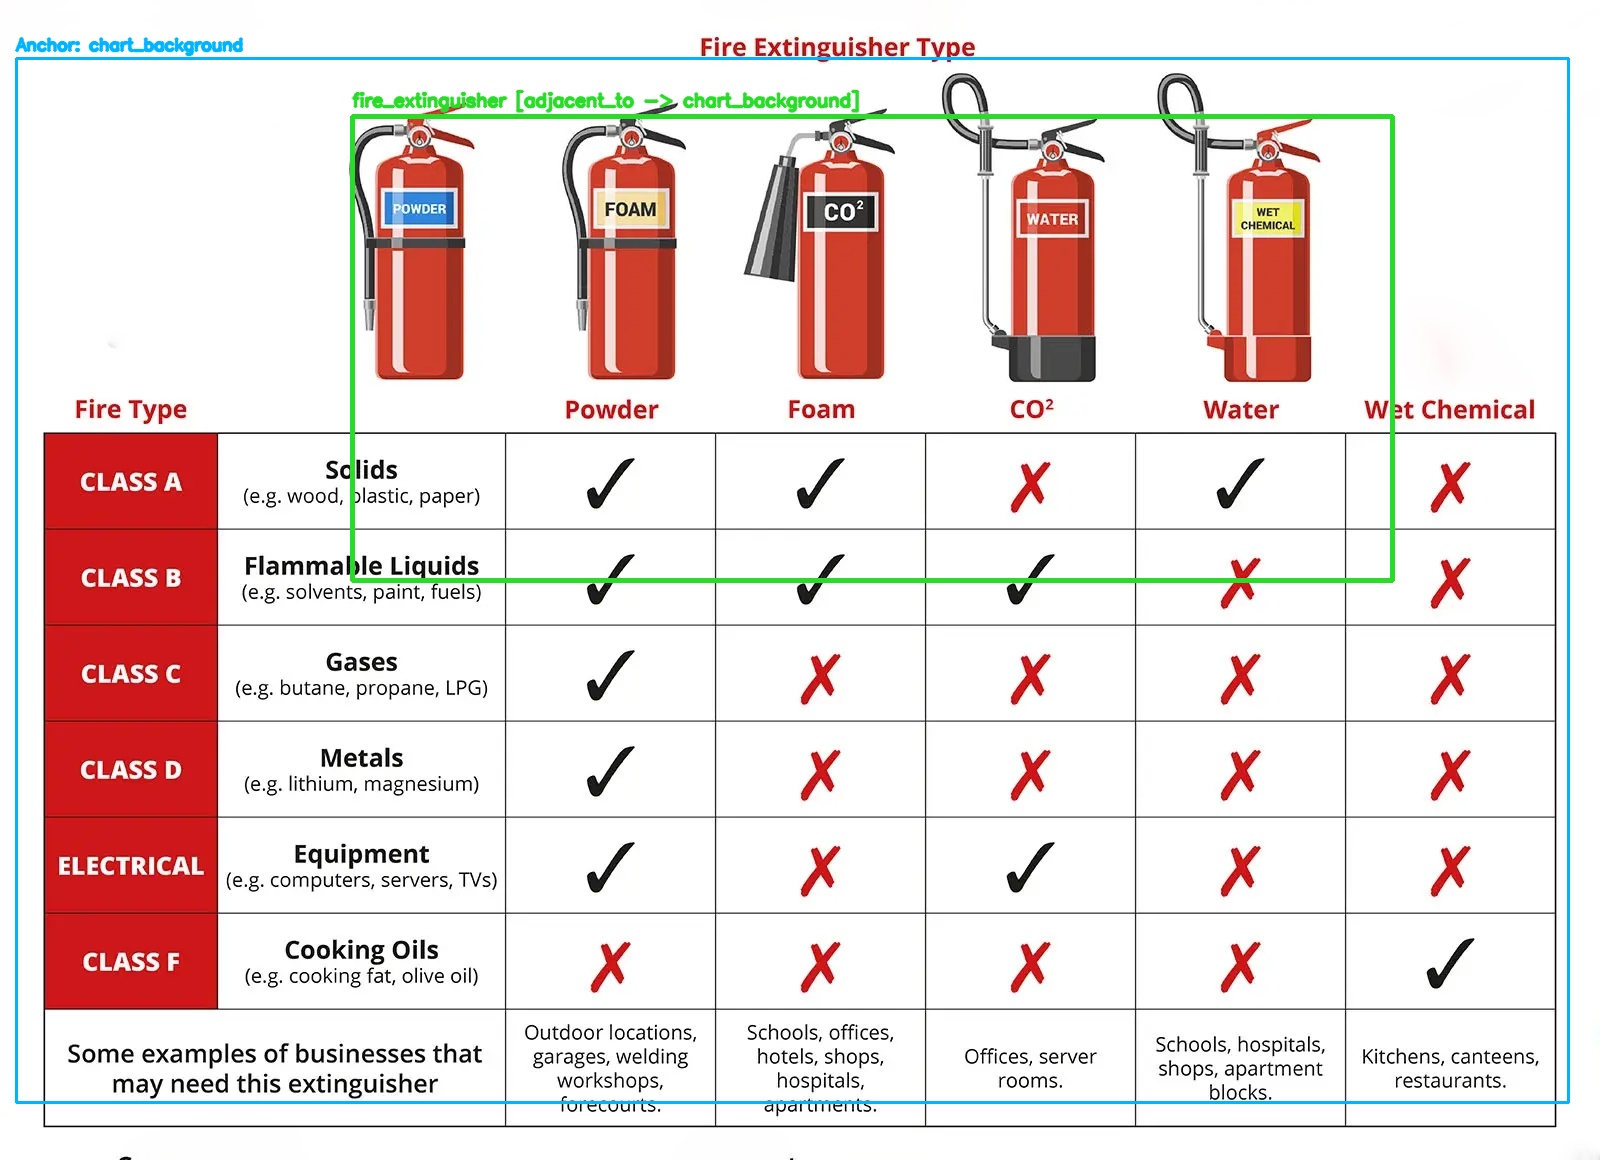 Anchor: chart_background
Fire Extinguisher Type
fire_extinguisher [adjacent_to -> chart_background]
POWDER
FOAM
CO²
WATER
WET
CHEMICAL
Fire Type
Powder
Foam
CO²
Water
Wet Chemical
CLASS A
Solids
(e.g. wood, plastic, paper)
CLASS B
Flammable Liquids
(e.g. solvents, paint, fuels)
CLASS C
Gases
(e.g. butane, propane, LPG)
CLASS D
Metals
(e.g. lithium, magnesium)
ELECTRICAL
Equipment
(e.g. computers, servers, TVs)
CLASS F
Cooking Oils
(e.g. cooking fat, olive oil)
Some examples of businesses that
may need this extinguisher
Outdoor locations,
garages, welding
workshops,
forecourts.
Schools, offices,
hotels, shops,
hospitals,
apartments.
Offices, server
rooms.
Schools, hospitals,
shops, apartment
blocks.
Kitchens, canteens,
restaurants.